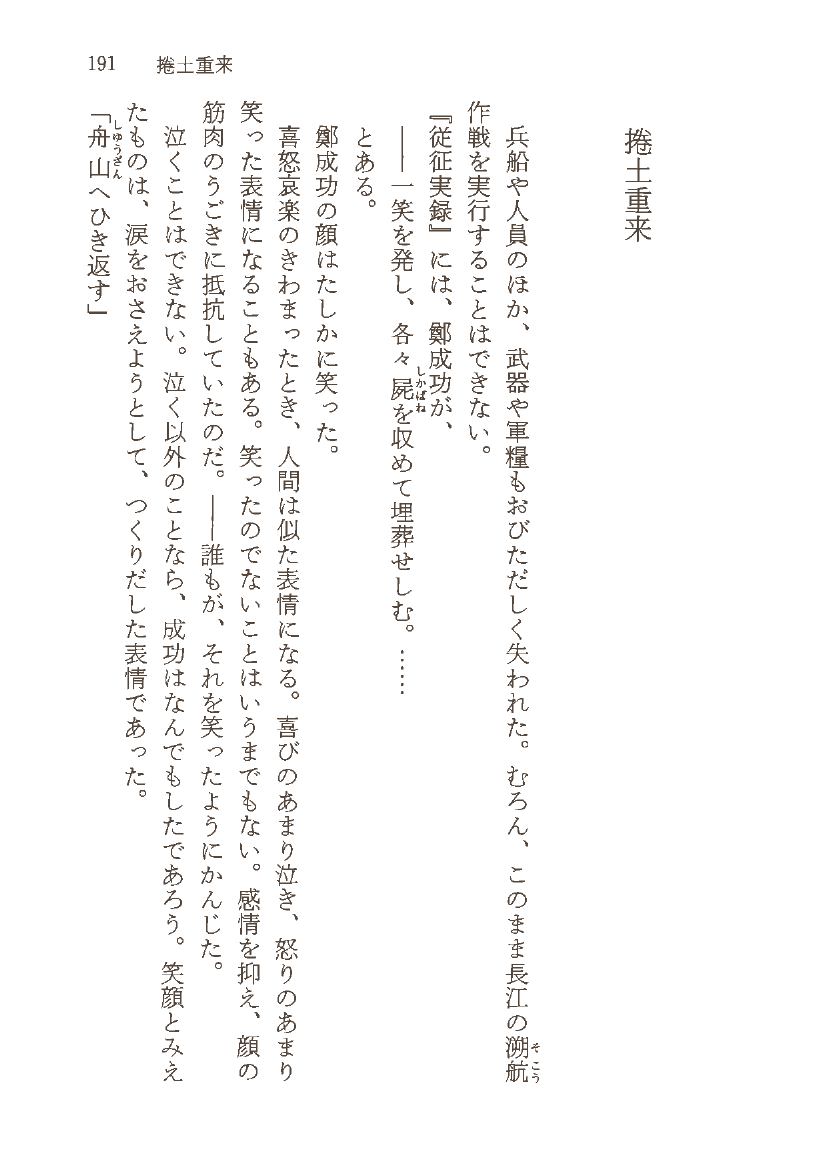 191 捲土重来
捲土重来
兵船や人員のほか、武器や軍糧もおびただしく失われた。むろん、このまま長江の溯航
そこう
作戦を実行することはできない。
『従征実録』には、鄭成功が、
――一笑を発し、各々屍を収めて埋葬せしむ。……
しかばね
とある。
鄭成功の顔はたしかに笑った。
喜怒哀楽のきわまったとき、人間は似た表情になる。喜びのあまり泣き、怒りのあまり
笑った表情になることもある。笑ったのでないことはいうまでもない。感情を抑え、顔の
筋肉のうごきに抵抗していたのだ。――誰もが、それを笑ったようにかんじた。
泣くことはできない。泣く以外のことなら、成功はなんでもしたであろう。笑顔とみえ
たものは、涙をおさえようとして、つくりだした表情であった。
「舟山へひき返す」
しゅうざん